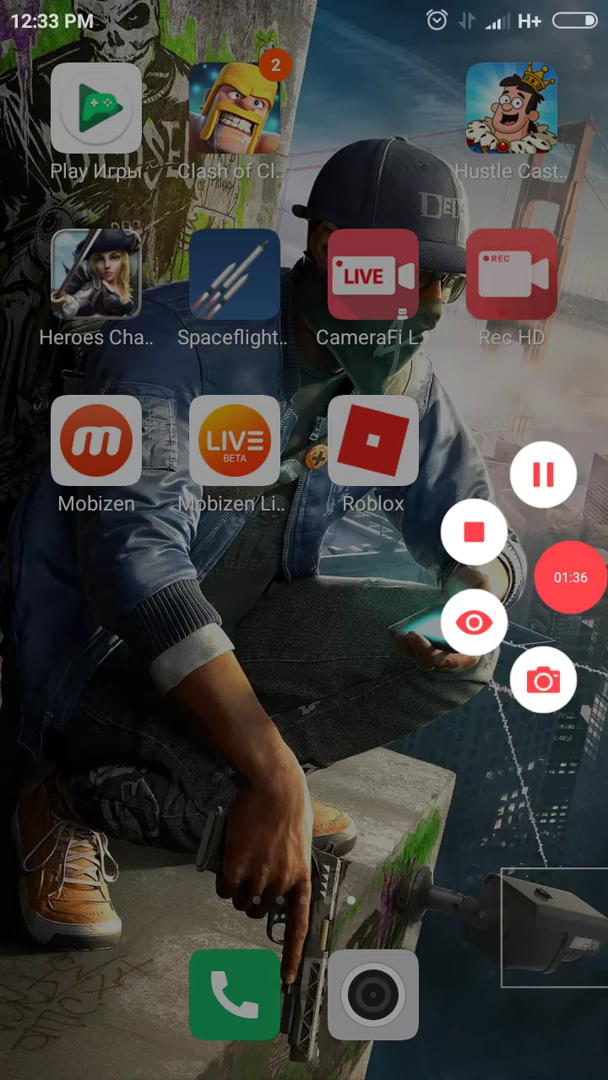 12:33 PM
H+
2
Play Игры
Clash of Cl..
Hustle Cast..
DED
LIVE
REC
Heroes Cha..
Spaceflight..
CameraFi L..
Rec HD
m
LIVE
BETA
Mobizen
Mobizen Li..
Roblox
01:36